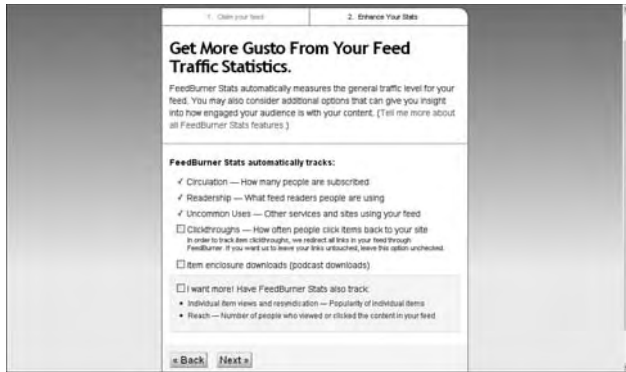 1. Claim your feed
2. Enhance Your Stats
Get More Gusto From Your Feed
Traffic Statistics.
FeedBurner Stats automatically measures the general traffic level for your
feed. You may also consider additional options that can give you insight
into how engaged your audience is with your content. (Tell me more about
all FeedBurner Stats features.)
FeedBurner Stats automatically tracks:
✓ Circulation — How many people are subscribed
✓ Readership — What feed readers people are using
✓ Uncommon Uses — Other services and sites using your feed
Clickthroughs — How often people click items back to your site
In order to track item clickthroughs, we redirect all links in your feed through
FeedBurner. If you want us to leave your links untouched, leave this option unchecked.
Item enclosure downloads (podcast downloads)
I want more! Have FeedBurner Stats also track:
• Individual item views and resyndication — Popularity of individual items
• Reach — Number of people who viewed or clicked the content in your feed
« Back Next »